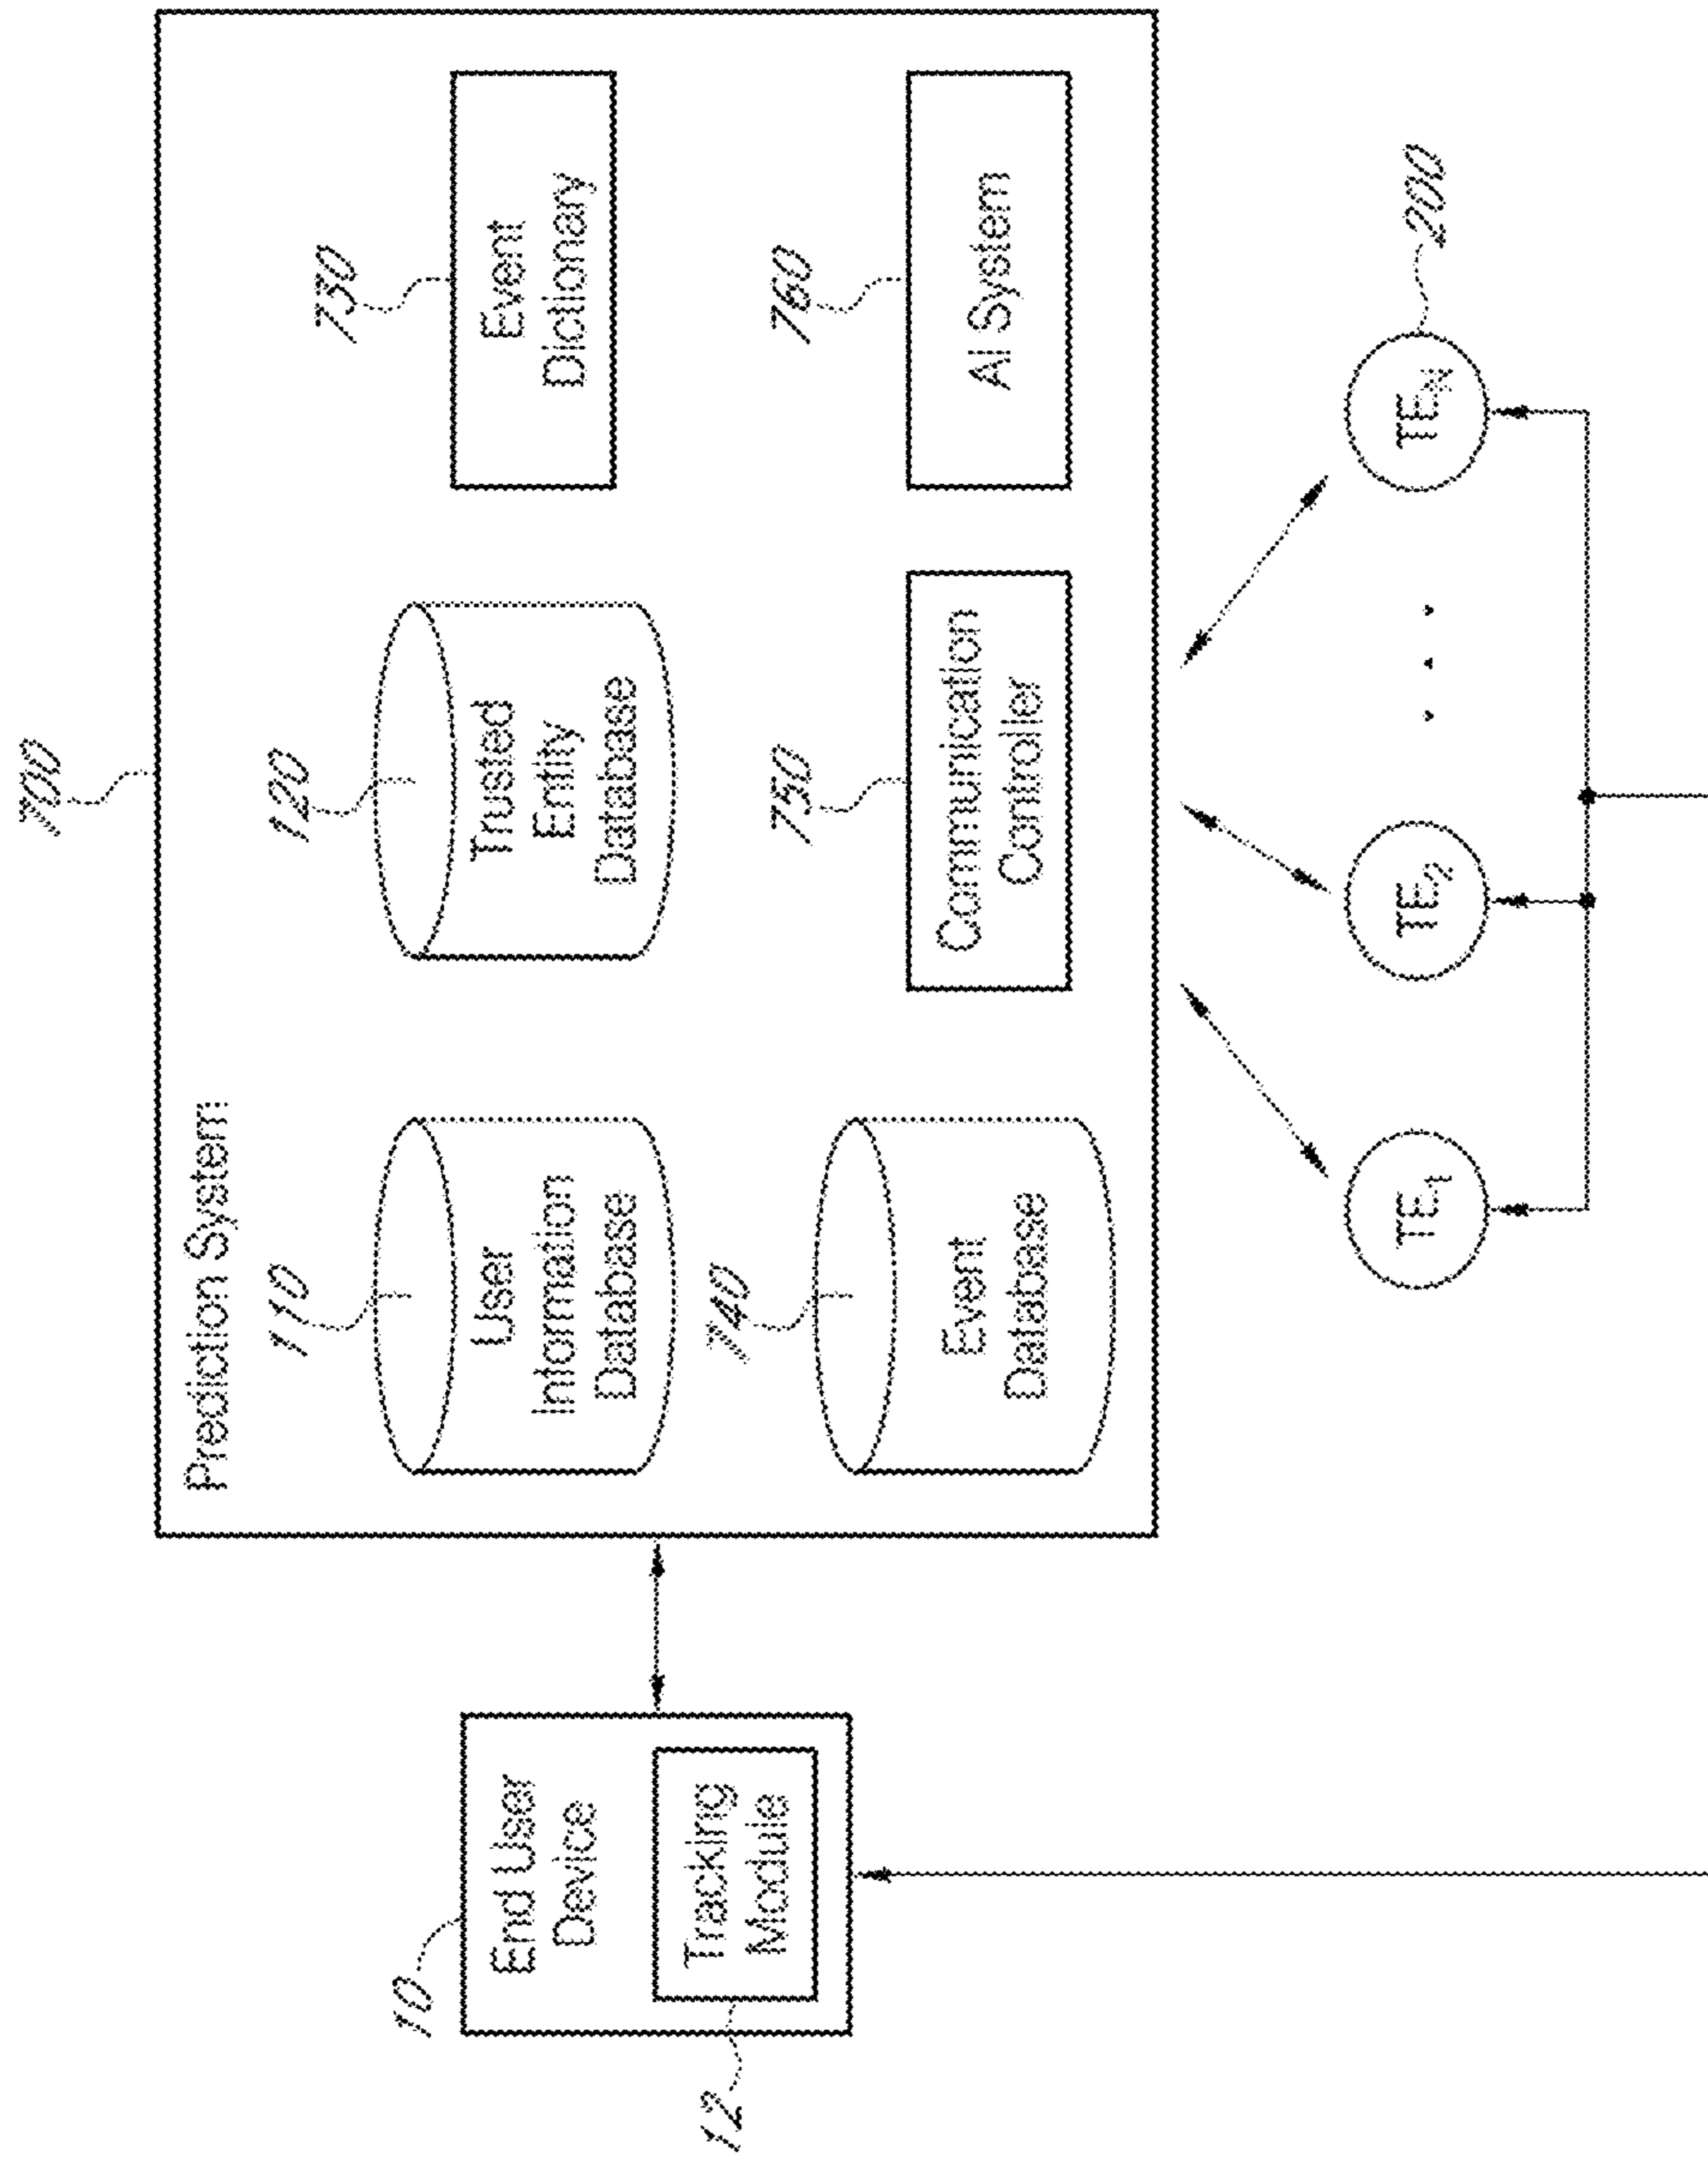 700
Prediction System
110
User
Information
Database
120
Trusted
Entity
Database
730
Event
Dictionary
740
Event
Database
750
Communication
Controller
760
AI System
10
End User
Device
Tracking
Module
12
TE1
TE2
. . .
TEN
200